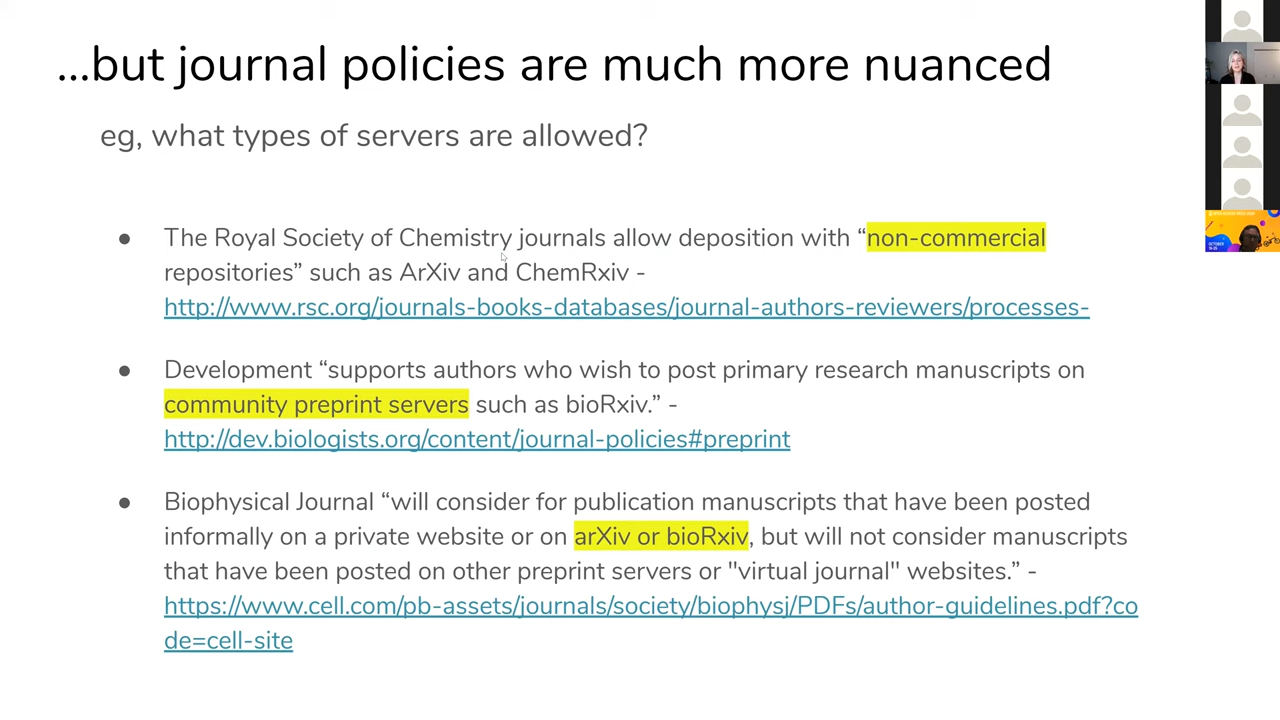 ...but journal policies are much more nuanced
eg, what types of servers are allowed?
● The Royal Society of Chemistry journals allow deposition with “non-commercial
repositories” such as ArXiv and ChemRxiv -
http://www.rsc.org/journals-books-databases/journal-authors-reviewers/processes-
● Development “supports authors who wish to post primary research manuscripts on
community preprint servers such as bioRxiv.” -
http://dev.biologists.org/content/journal-policies#preprint
● Biophysical Journal “will consider for publication manuscripts that have been posted
informally on a private website or on arXiv or bioRxiv, but will not consider manuscripts
that have been posted on other preprint servers or "virtual journal" websites.” -
https://www.cell.com/pb-assets/journals/society/biophysj/PDFs/author-guidelines.pdf?co
de=cell-site
OCTOBER